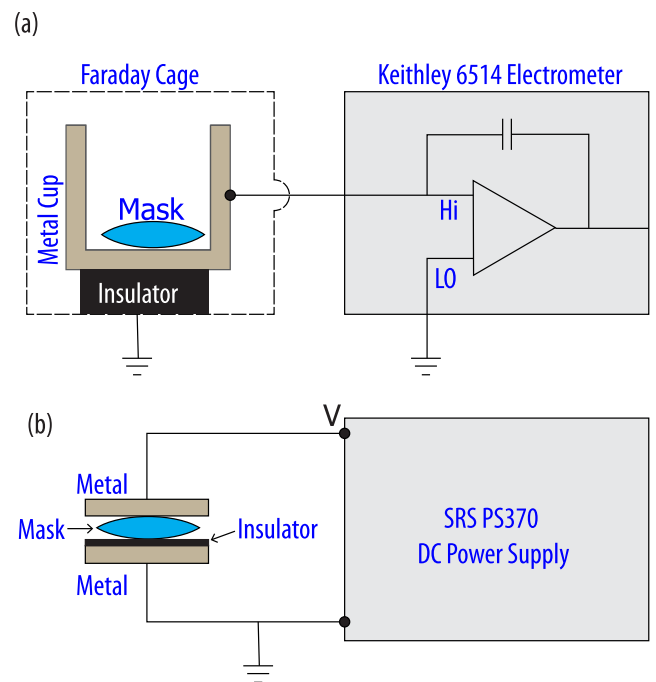 (a)
Faraday Cage
Keithley 6514 Electrometer
Metal Cup
Mask
Hi
LO
Insulator
(b)
V
Metal
Mask
Insulator
Metal
SRS PS370
DC Power Supply